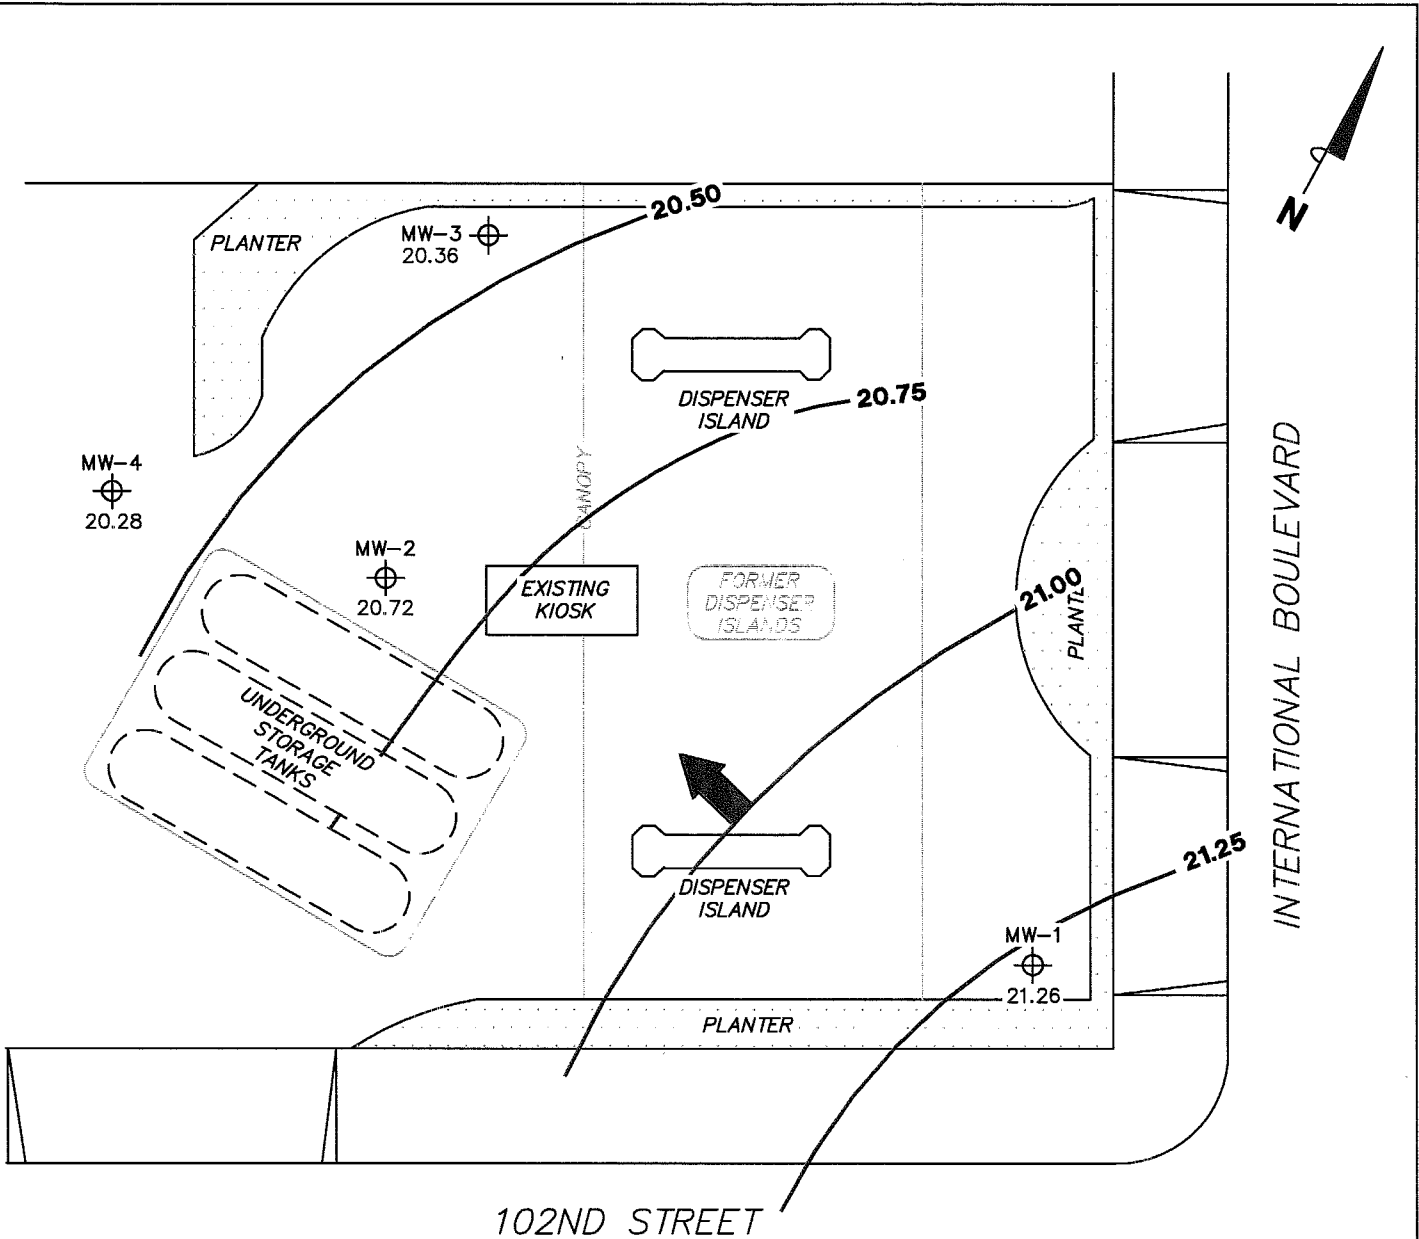 N
20.50
PLANTER
MW-3
20.36
DISPENSER
ISLAND
20.75
CANOPY
MW-4
20.28
MW-2
20.72
EXISTING
KIOSK
FORMER
DISPENSER
ISLANDS
21.00
PLANTE
INTERNATIONAL BOULEVARD
UNDERGROUND
STORAGE
TANKS
DISPENSER
ISLAND
21.25
MW-1
21.26
PLANTER
102ND STREET